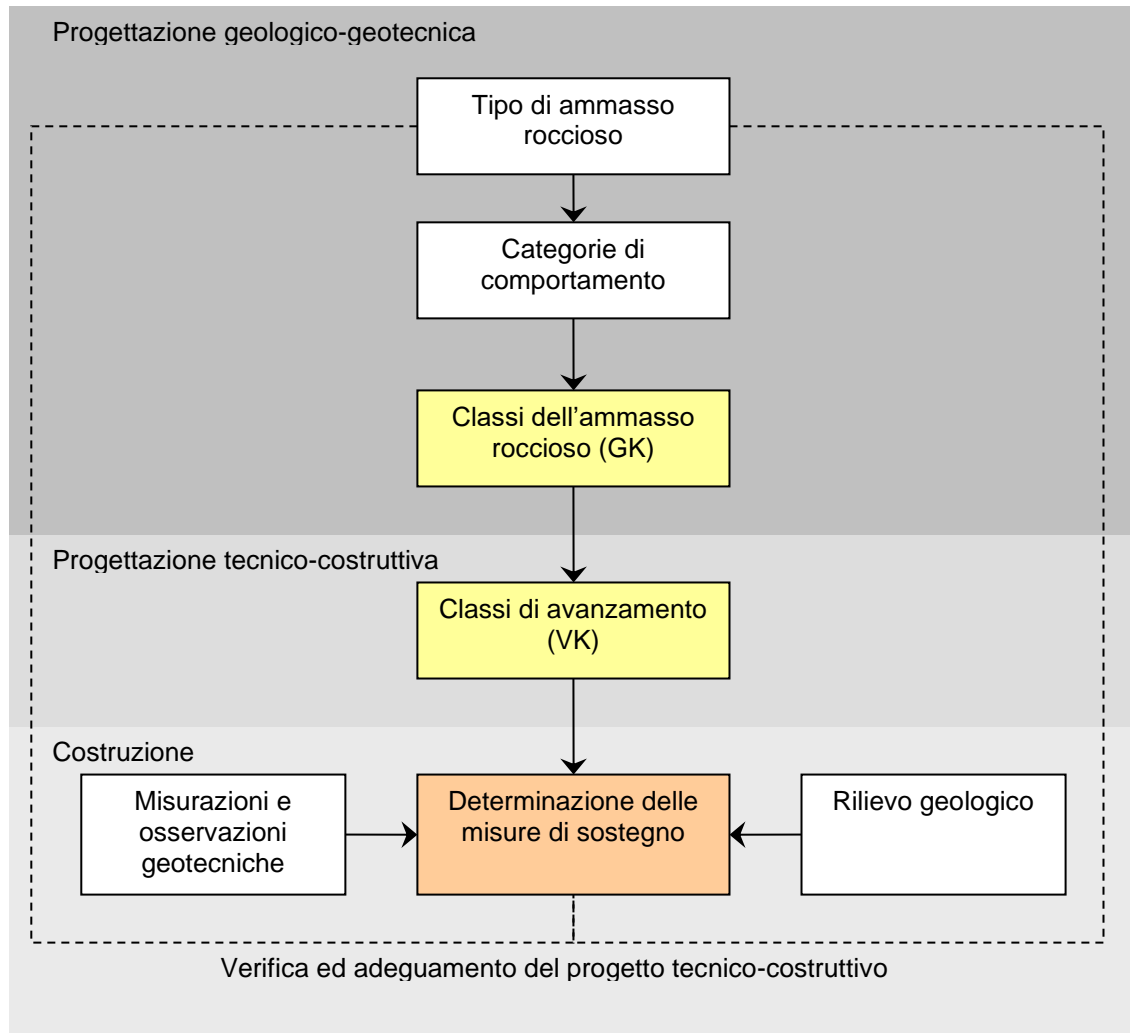 Progettazione geologico-geotecnica
Tipo di ammasso
roccioso
Categorie di
comportamento
Classi dell'ammasso
roccioso (GK)
Progettazione tecnico-costruttiva
Classi di avanzamento
(VK)
Costruzione
Misurazioni e
osservazioni
geotecniche
Determinazione delle
misure di sostegno
Rilievo geologico
Verifica ed adeguamento del progetto tecnico-costruttivo